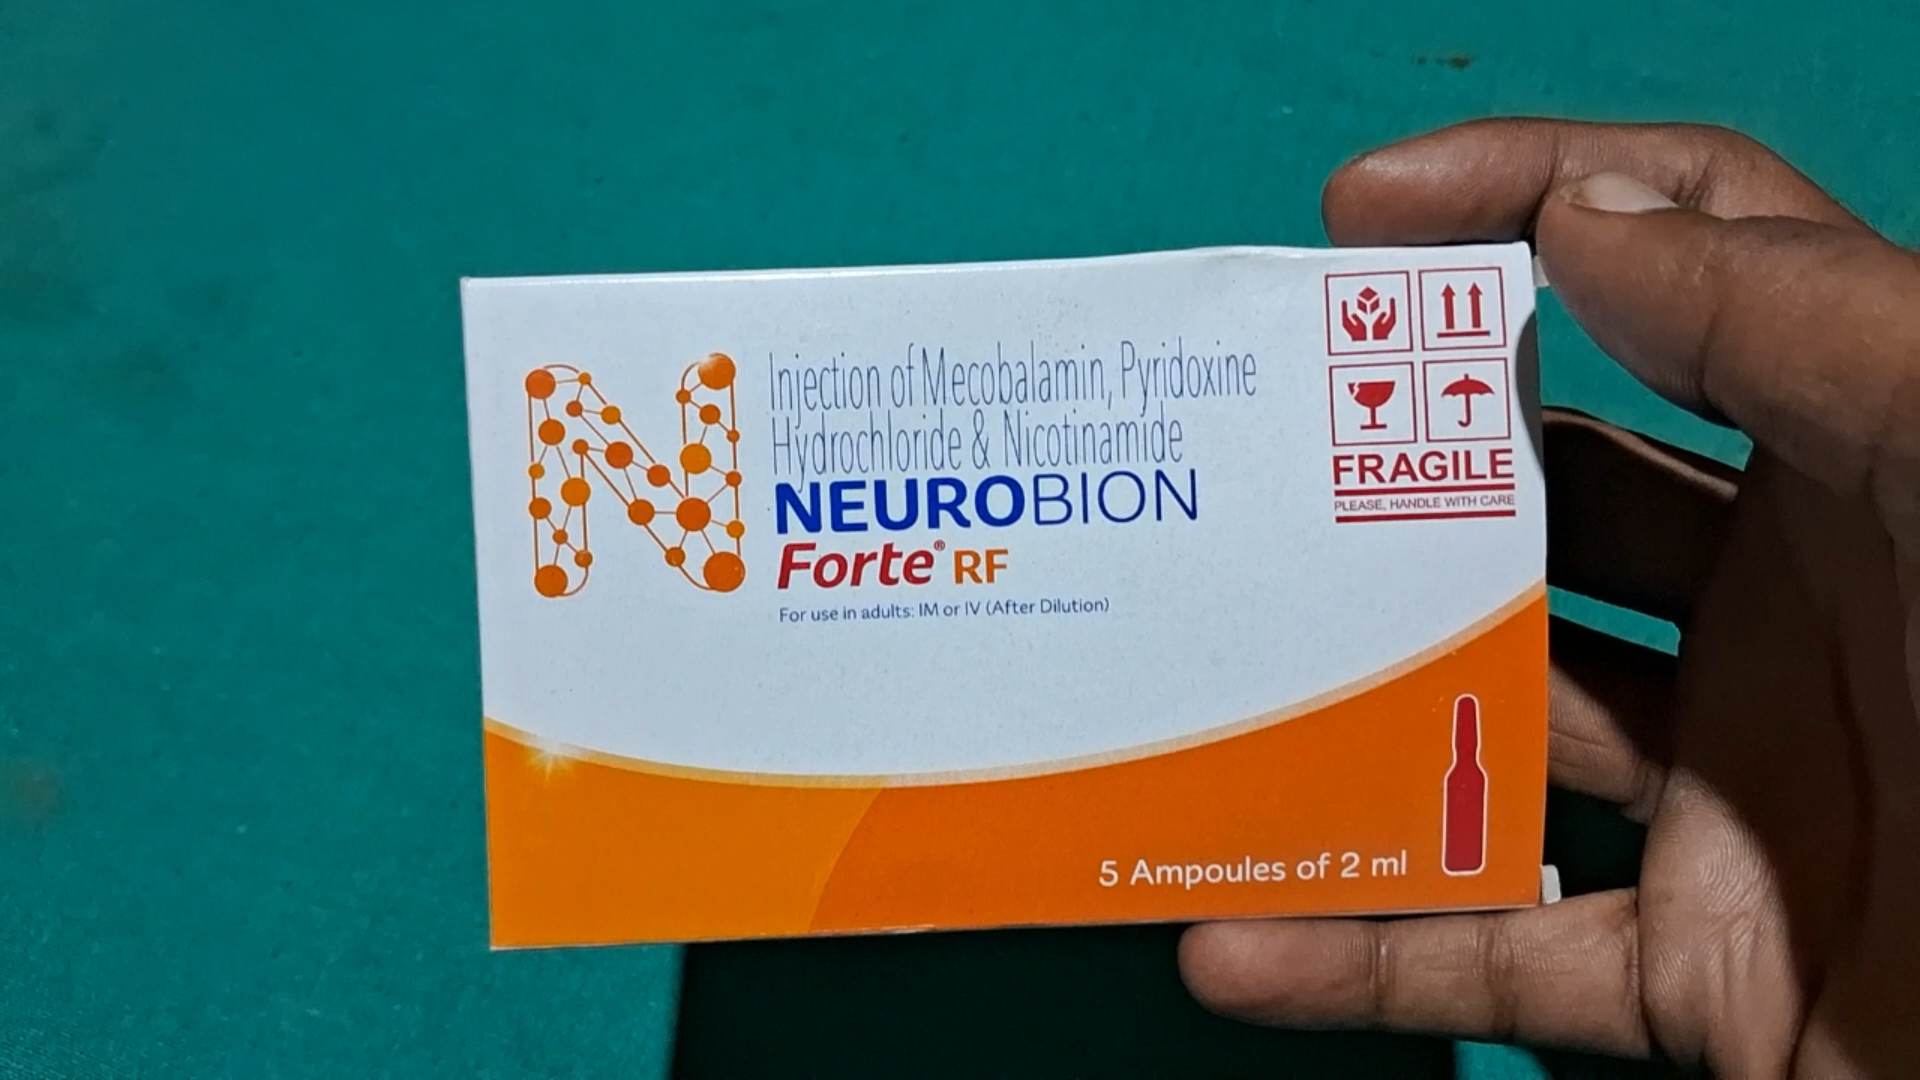 Injection of Mecobalamin, Pyridoxine
Hydrochloride & Nicotinamide
NEUROBION
Forte® RF
For use in adults: IM or IV (After Dilution)
FRAGILE
PLEASE, HANDLE WITH CARE
5 Ampoules of 2 ml